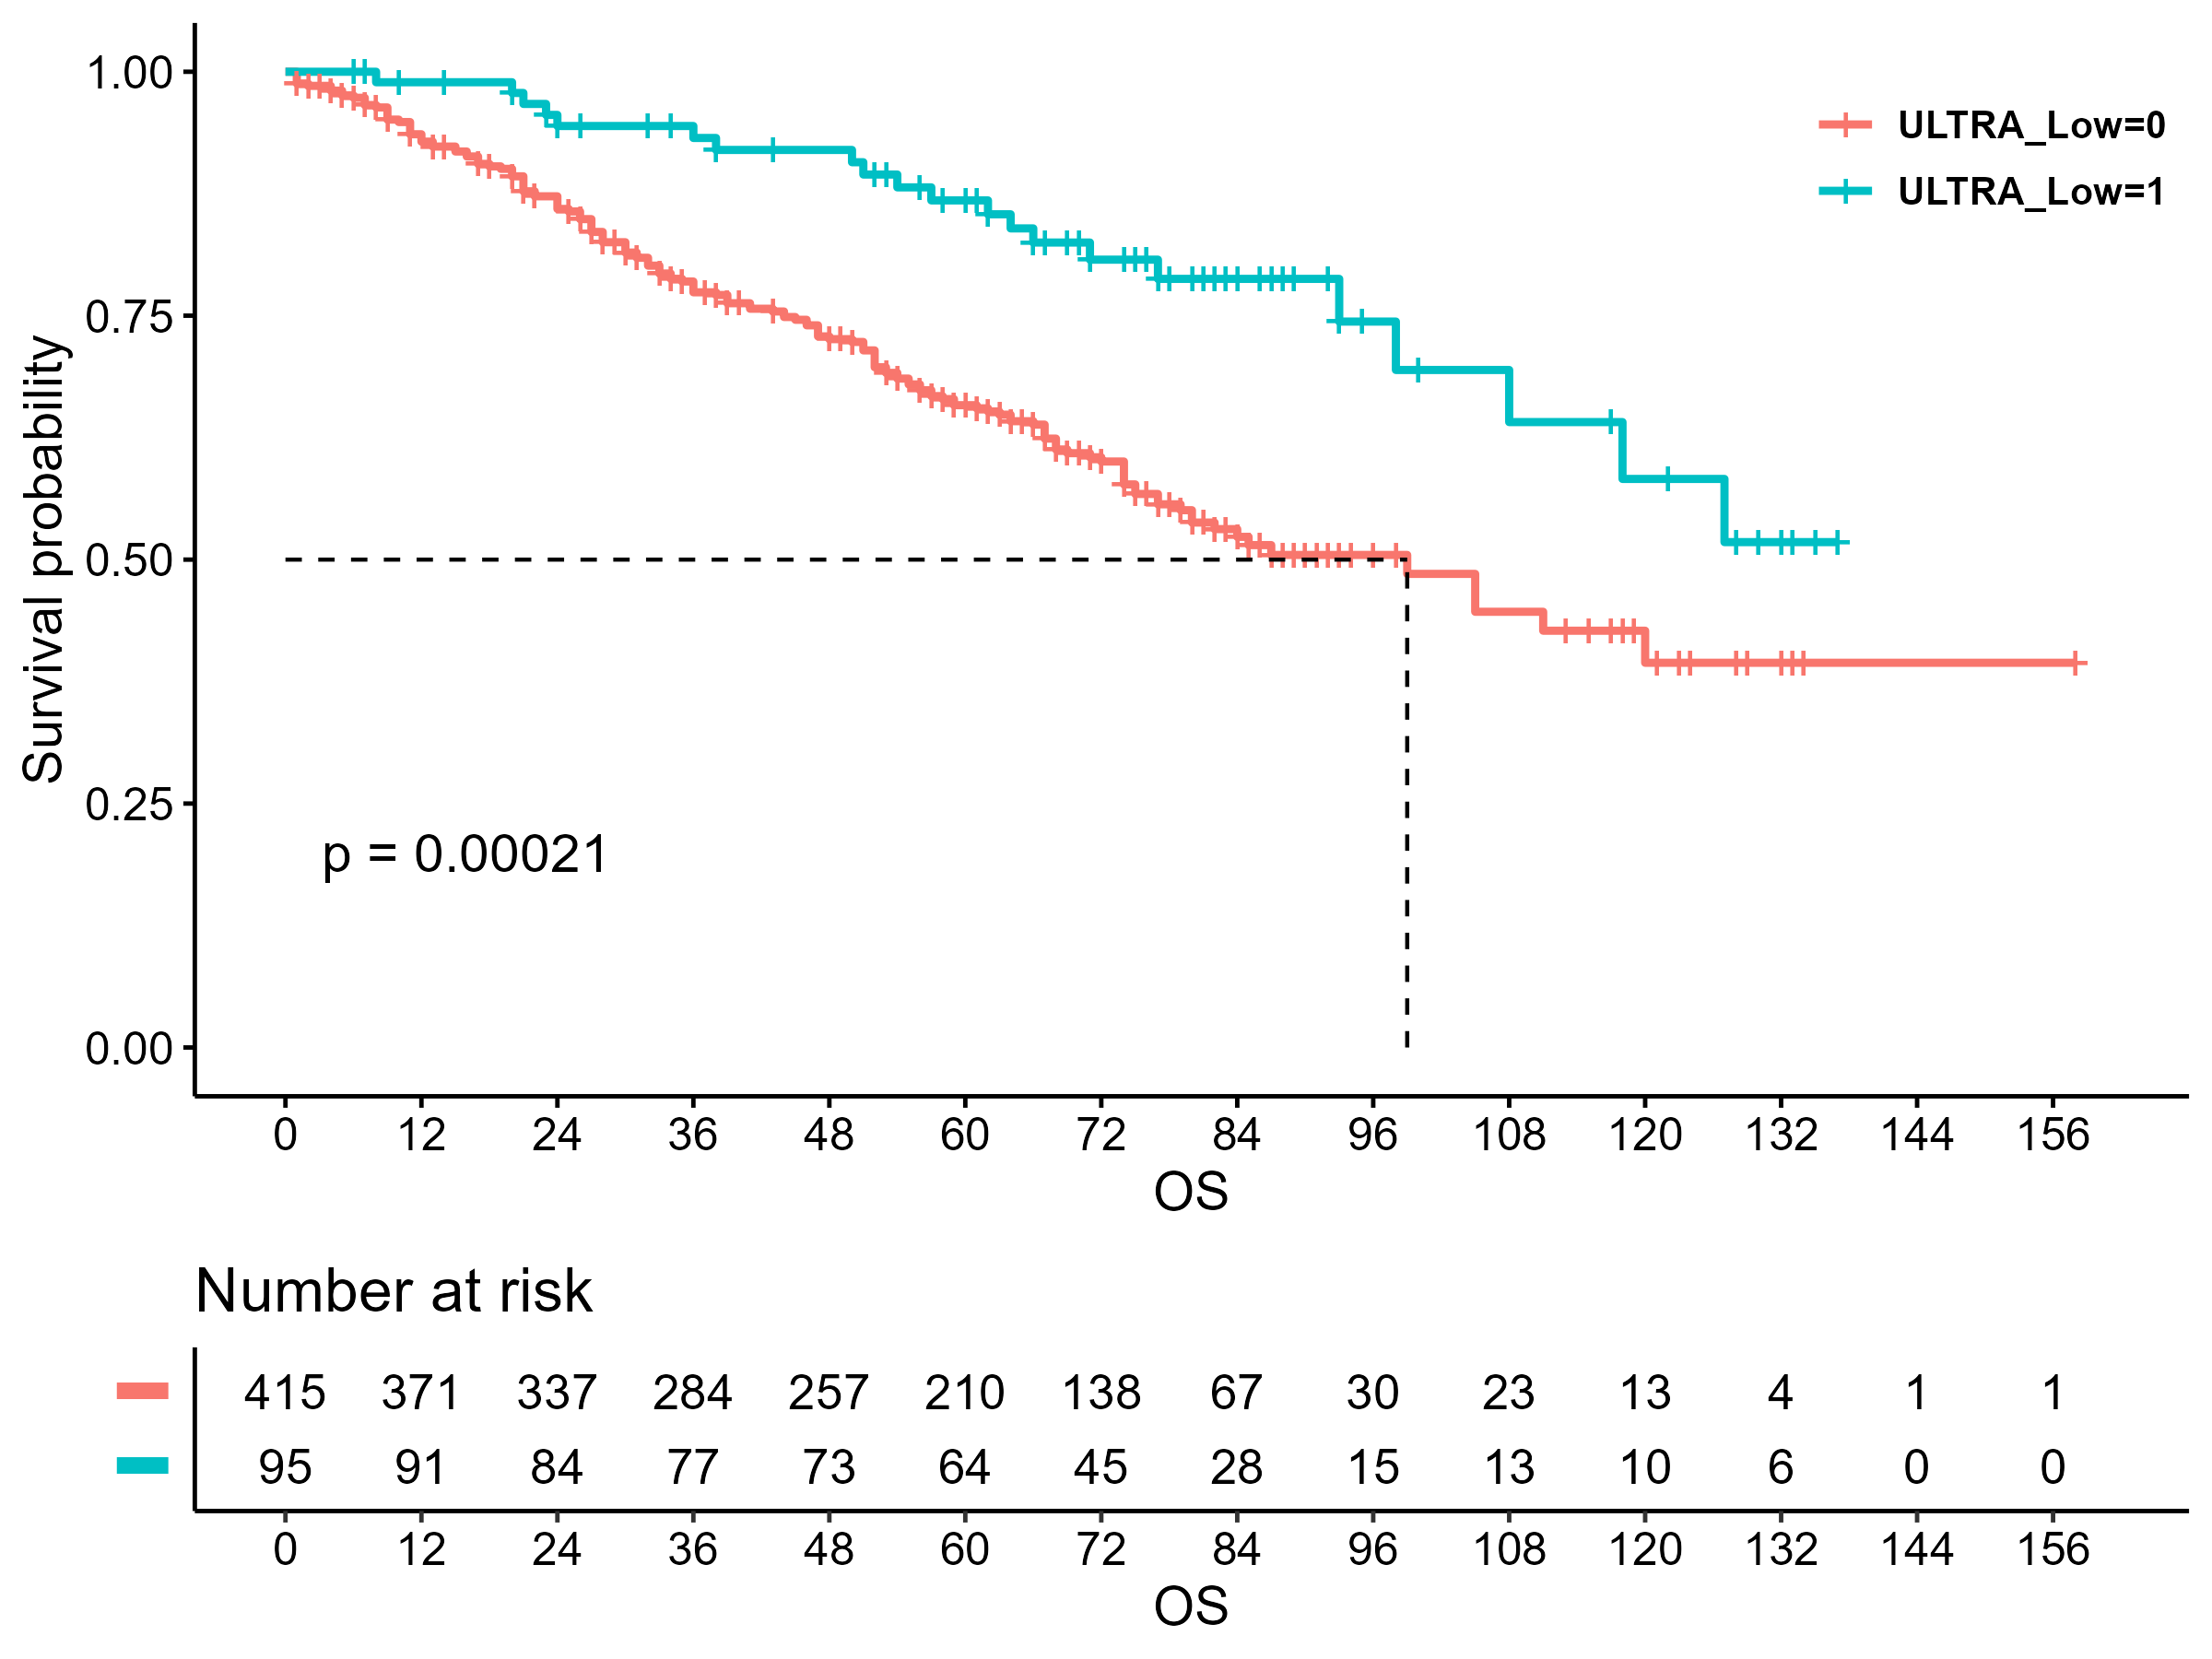 1.00
0.75
0.50
0.25
0.00
Survival probability
ULTRA_Low=0
ULTRA_Low=1
p = 0.00021
0 12 24 36 48 60 72 84 96 108 120 132 144 156
OS
Number at risk
415 371 337 284 257 210 138 67 30 23 13 4 1 1
95 91 84 77 73 64 45 28 15 13 10 6 0 0
0 12 24 36 48 60 72 84 96 108 120 132 144 156
OS